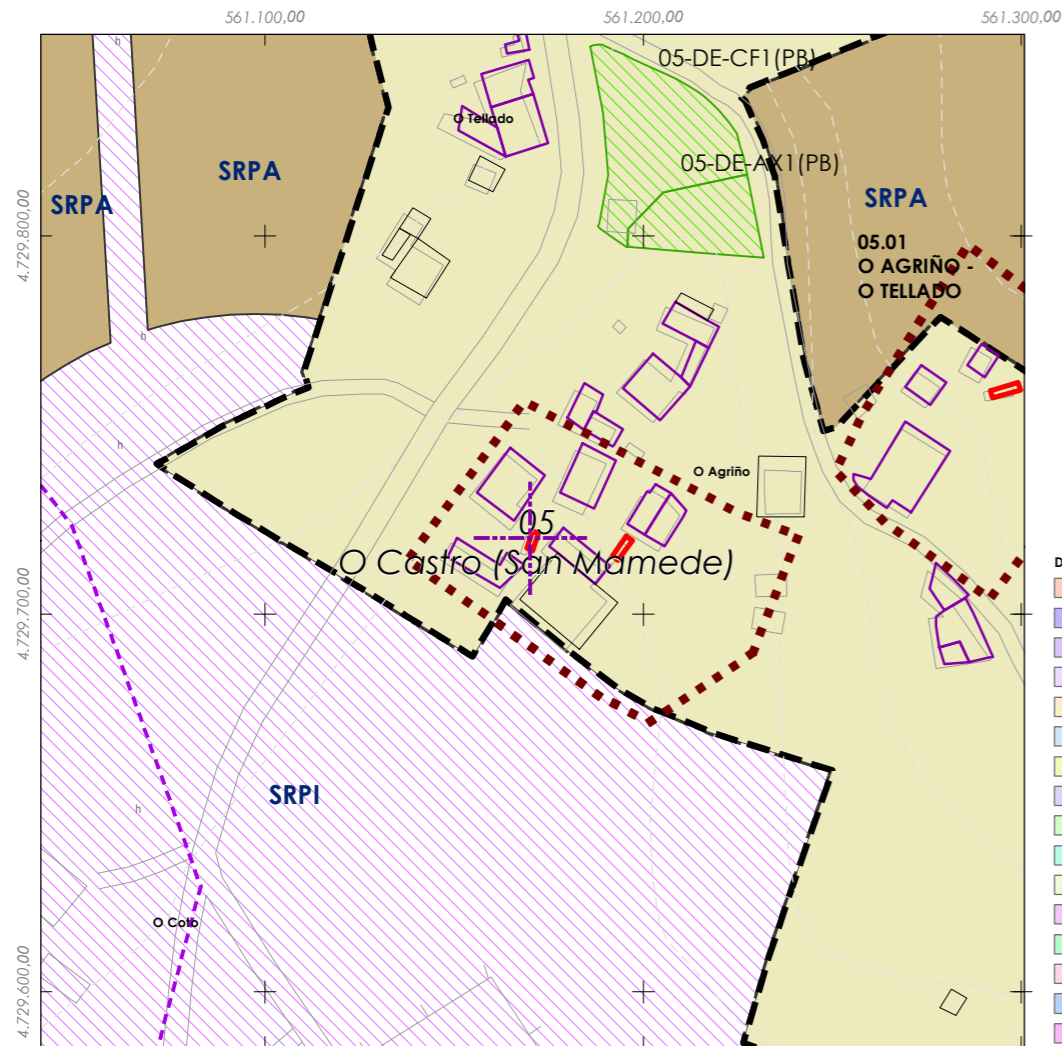 561.100,00
561.200,00
561.300,00
05-DE-CF1(PB)
O Tellado
05-DE-AX1(PB)
SRPA
SRPA
SRPA
4.729.800,00
05.01
O AGRIÑO -
O TELLADO
h
h
h
O Agriño
05
O Castro (San Mamede)
4.729.700,00
D
SRPI
h
O Coto
4.729.600,00